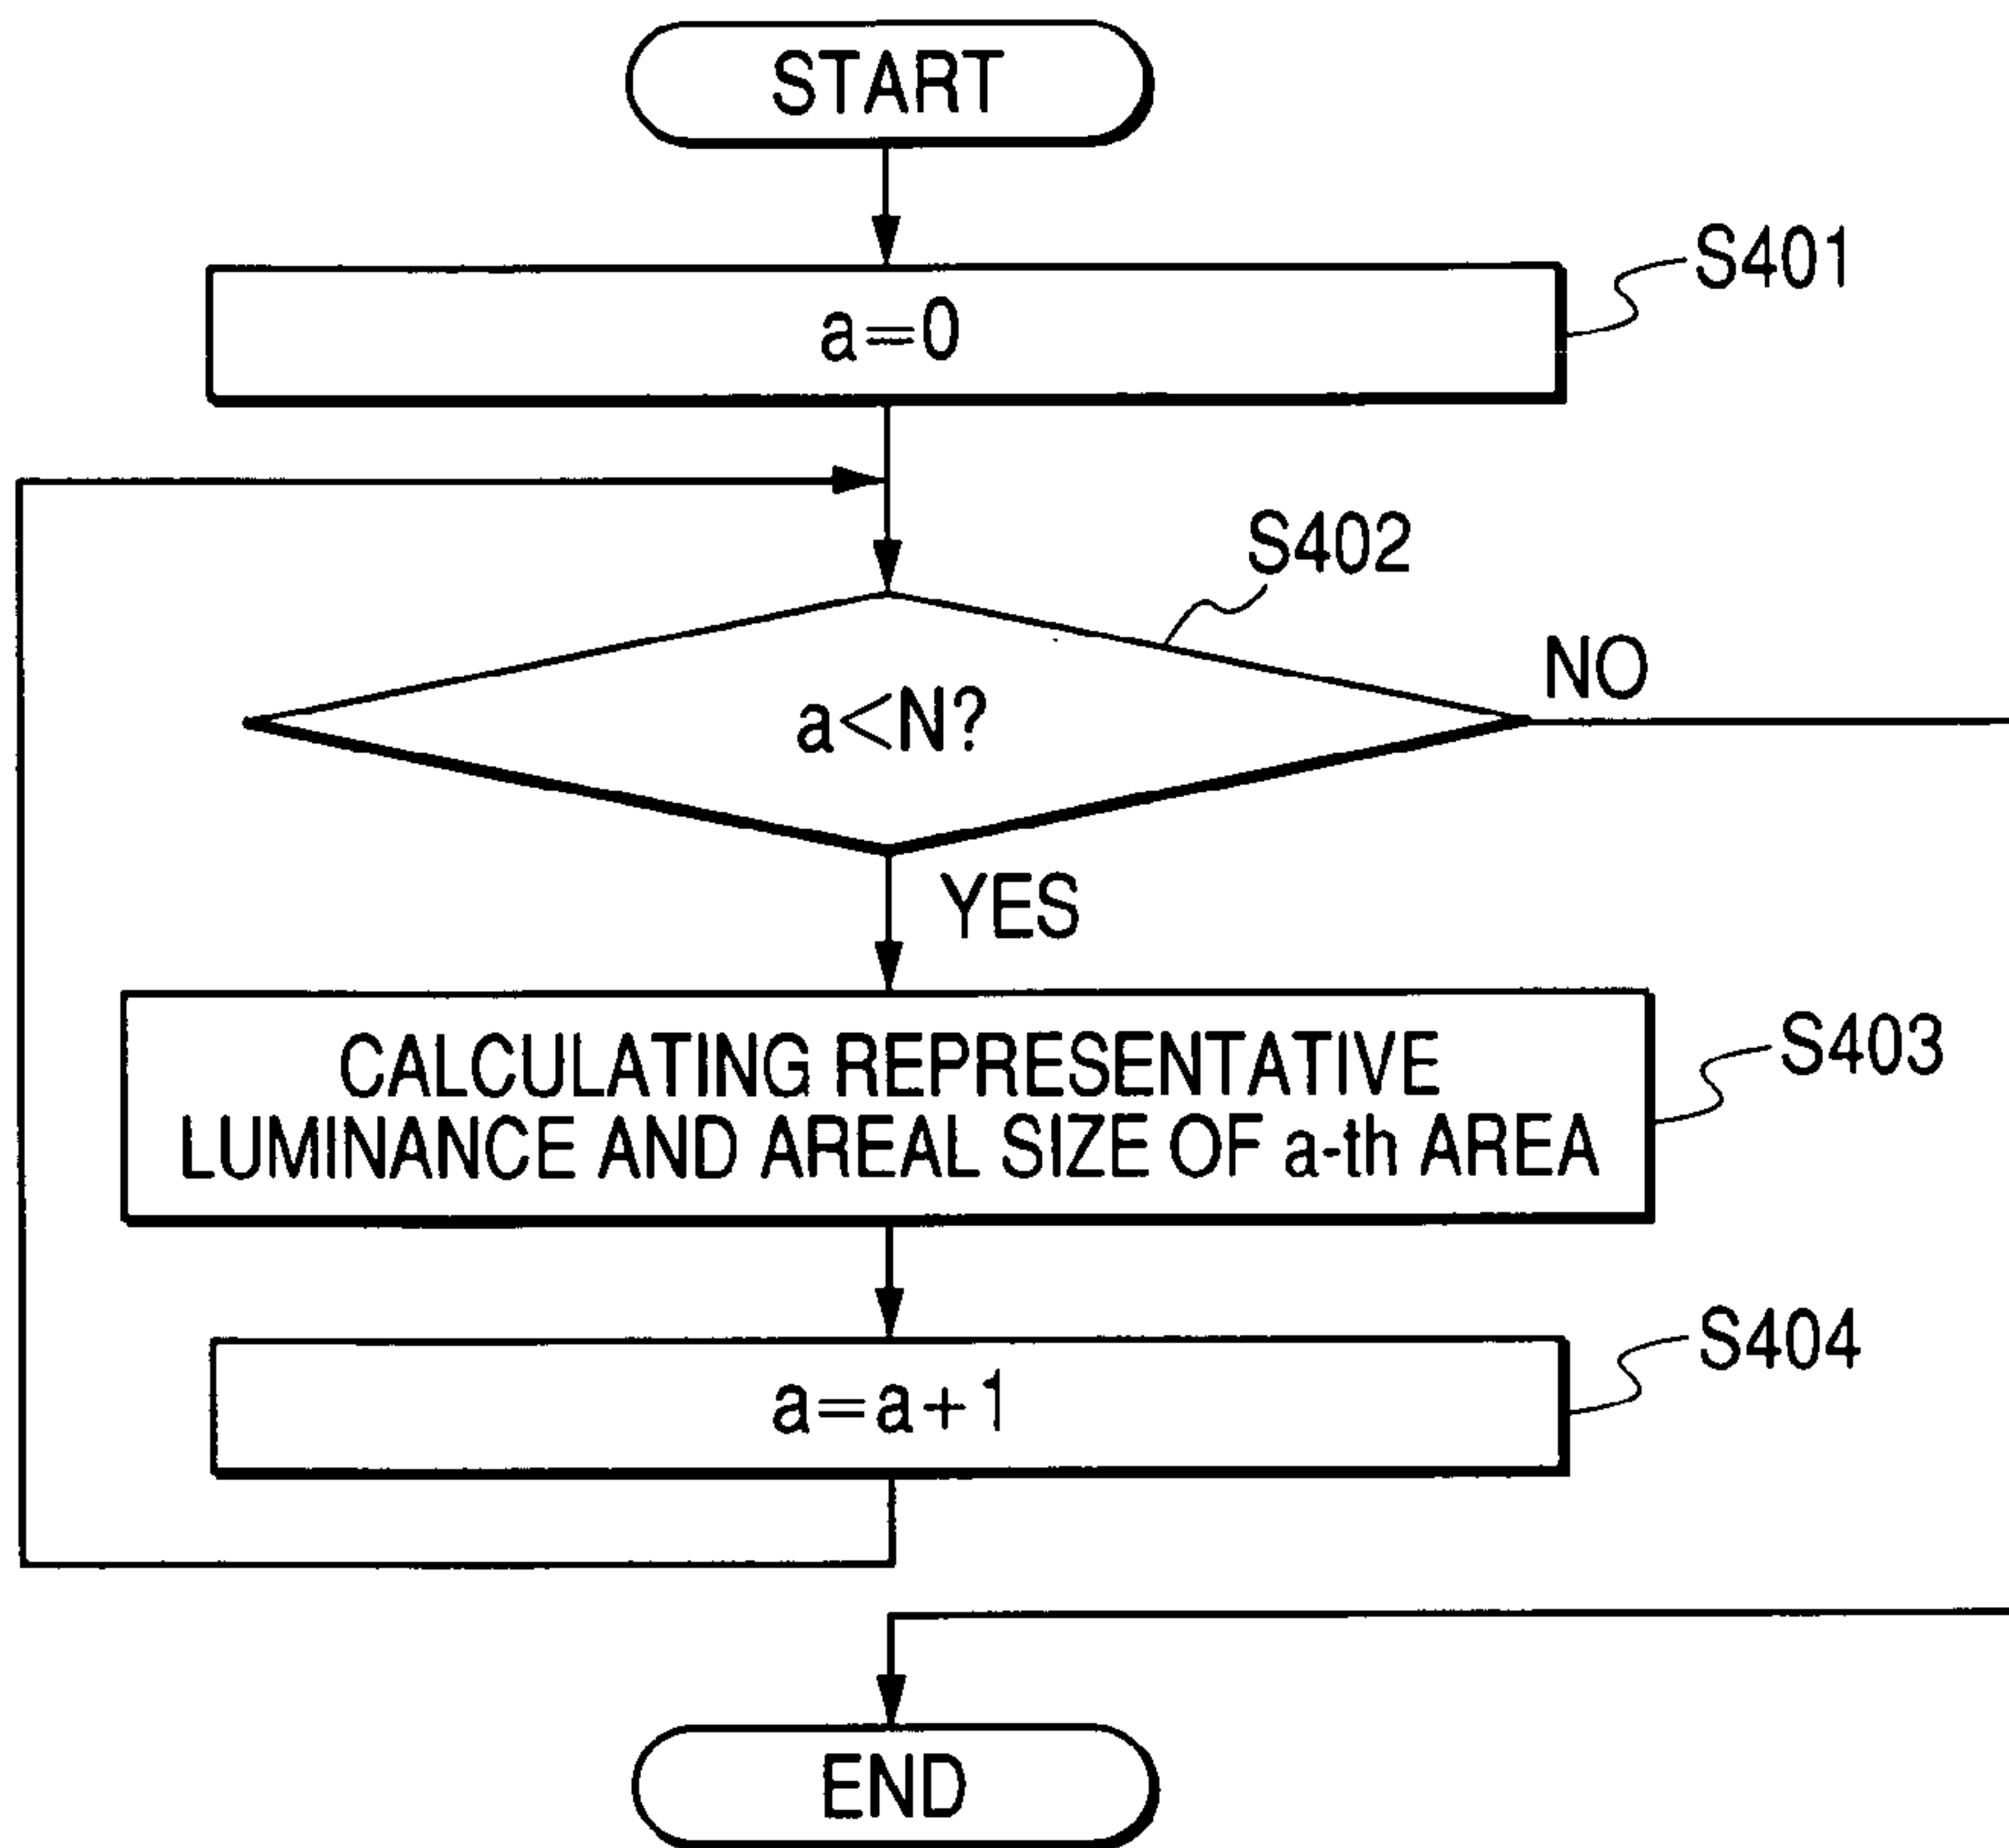 START
S401
a=0
S402
NO
a<N?
YES
S403
CALCULATING REPRESENTATIVE
LUMINANCE AND AREAL SIZE OF a-th AREA
S404
a=a+1
END